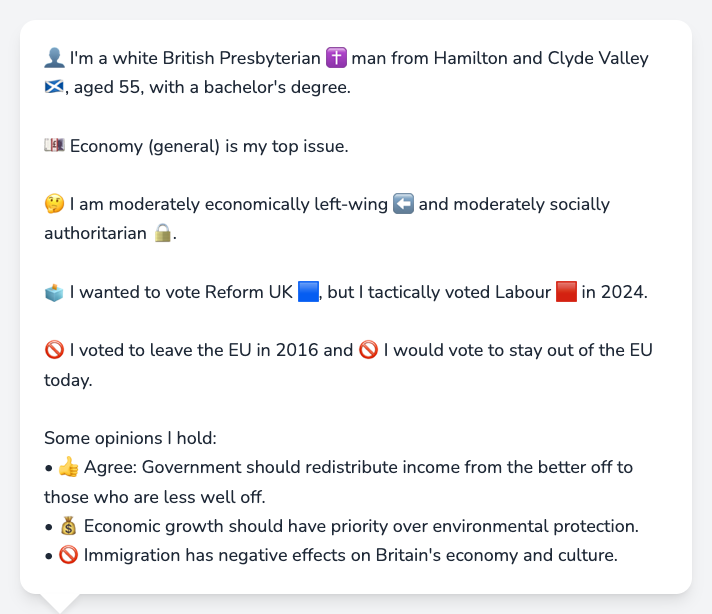 👤 I'm a white British Presbyterian ✝️ man from Hamilton and Clyde Valley
🏴󠁧󠁢󠁳󠁣󠁴󠁿, aged 55, with a bachelor's degree.
💷 Economy (general) is my top issue.
🤔 I am moderately economically left-wing ⬅️ and moderately socially
authoritarian 🔒.
🗳️ I wanted to vote Reform UK 🟦, but I tactically voted Labour 🟥 in 2024.
🚫 I voted to leave the EU in 2016 and 🚫 I would vote to stay out of the EU
today.
Some opinions I hold:
• 👍 Agree: Government should redistribute income from the better off to
those who are less well off.
• 💰 Economic growth should have priority over environmental protection.
• 🚫 Immigration has negative effects on Britain's economy and culture.